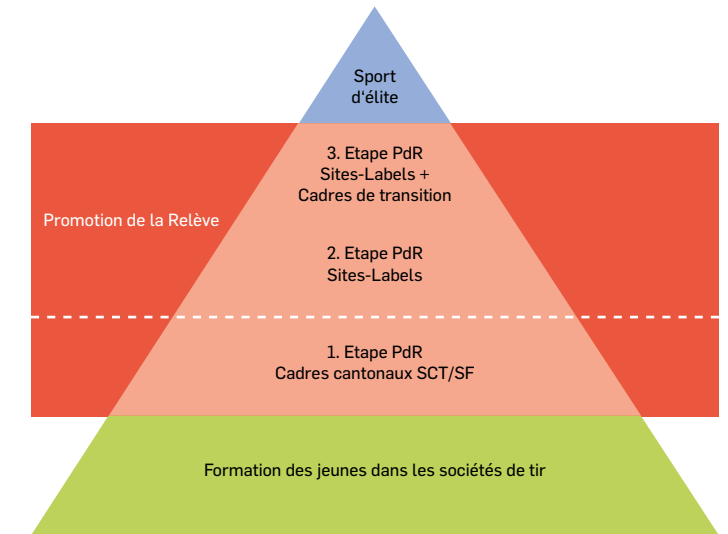 Sport
d'élite
3. Etape PdR
Sites-Labels +
Cadres de transition
Promotion de la Relève
2. Etape PdR
Sites-Labels
1. Etape PdR
Cadres cantonaux SCT/SF
Formation des jeunes dans les sociétés de tir